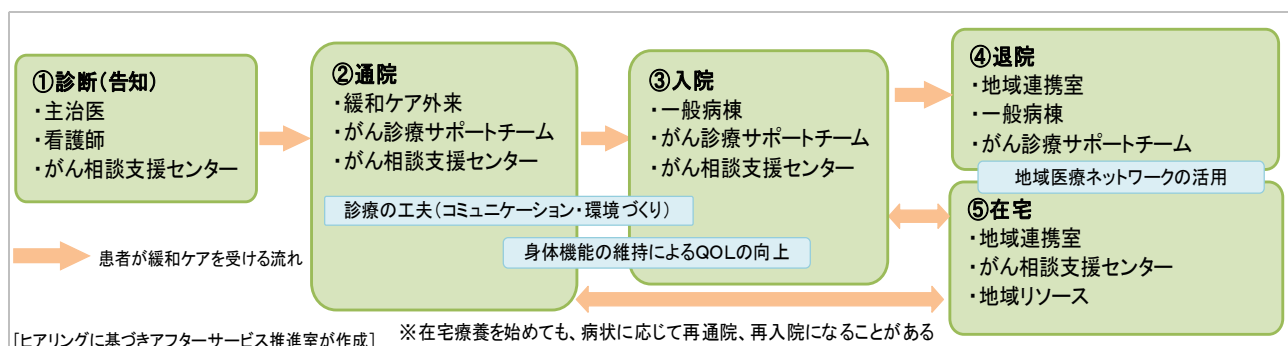 ①診断(告知)
・主治医
・看護師
・がん相談支援センター
②通院
・緩和ケア外来
・がん診療サポートチーム
・がん相談支援センター
③入院
・一般病棟
・がん診療サポートチーム
・がん相談支援センター
④退院
・地域連携室
・一般病棟
・がん診療サポートチーム
地域医療ネットワークの活用
⑤在宅
・地域連携室
・がん相談支援センター
・地域リソース
診療の工夫(コミュニケーション・環境づくり)
身体機能の維持によるQOLの向上
患者が緩和ケアを受ける流れ
[ヒアリングに基づきアフターサービス推進室が作成]
※在宅療養を始めても、病状に応じて再通院、再入院になることがある